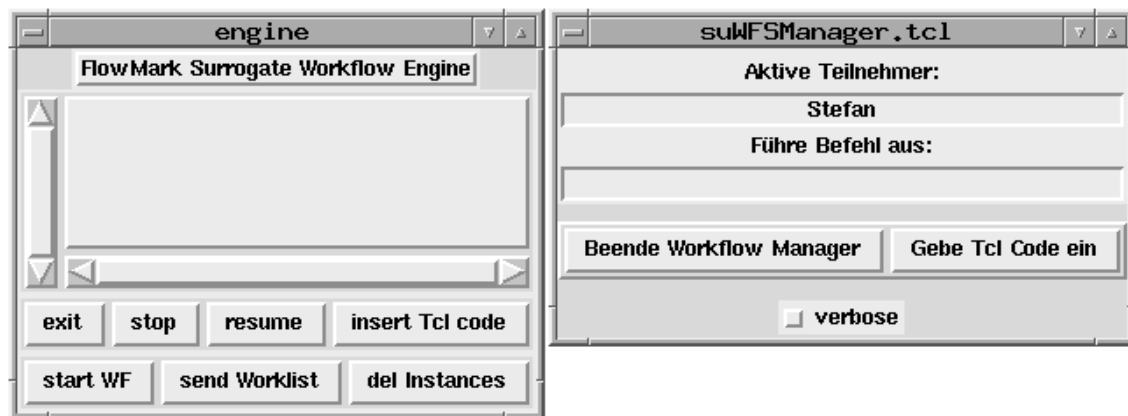 engine
FlowMark Surrogate Workflow Engine
exit stop resume insert Tcl code
start WF send Worklist del Instances
suWFSManager.tcl
Aktive Teilnehmer:
Stefan
Führe Befehl aus:
Beende Workflow Manager Gebe Tcl Code ein
verbose